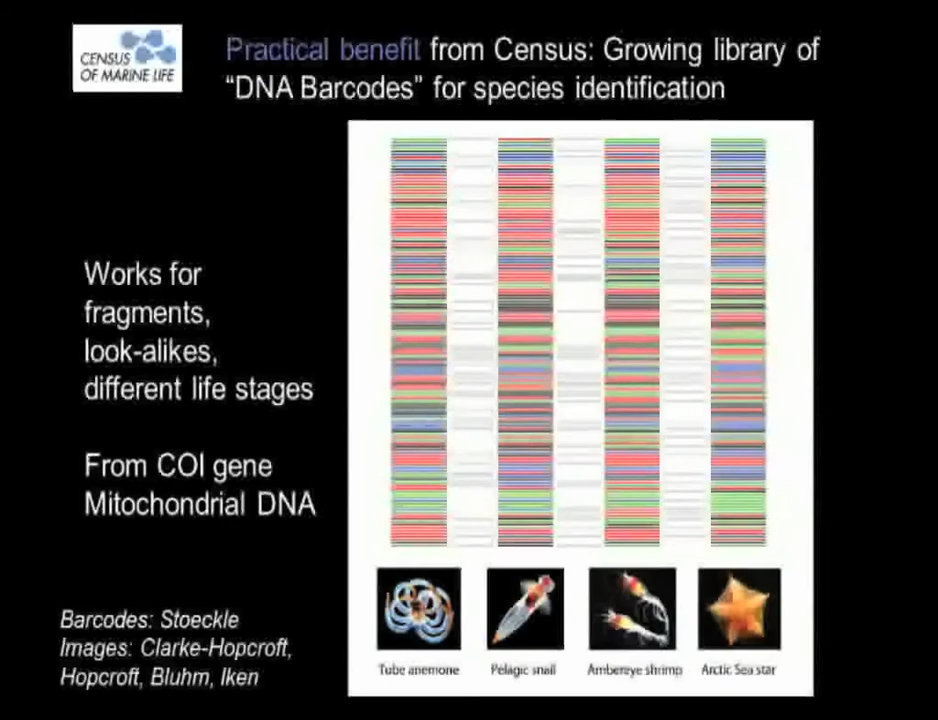 CENSUS
OF MARINE LIFE
Practical benefit from Census: Growing library of
“DNA Barcodes” for species identification
Works for
fragments,
look-alikes,
different life stages
From COI gene
Mitochondrial DNA
Barcodes: Stoeckle
Images: Clarke-Hopcroft,
Hopcroft, Bluhm, Iken
Tube anemone Pelagic snail Ambereye shrimp Arctic Sea star